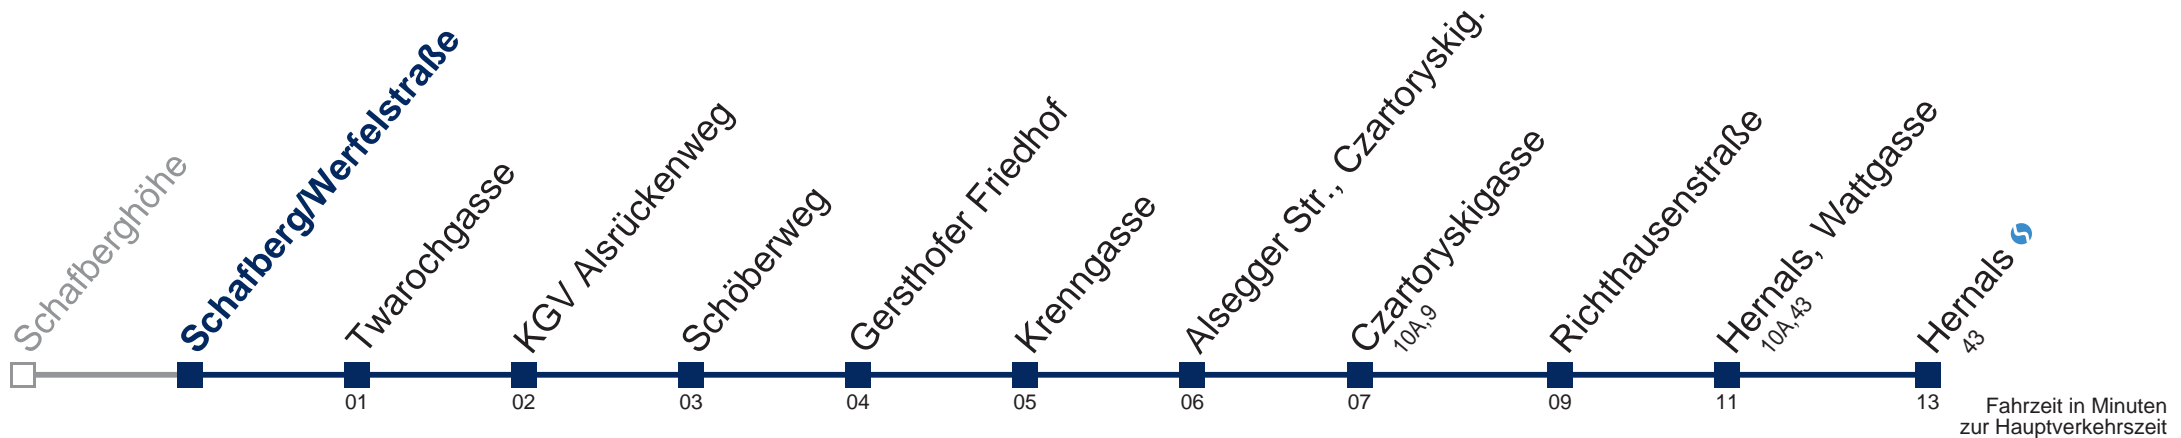 Schafberghöhe
Schafberg/Werfelstraße
Twarochgasse
KGV Alsrückenweg
Schöberweg
Gersthofer Friedhof
Krenngasse
Alsegger Str., Czartoryskig.
Czartoryskigasse
10A,9
Richthausenstraße
Hernals, Wattgasse
10A,43
Hernals
43
01 02 03 04 05 06 07 09 11 13
Fahrzeit in Minuten
zur Hauptverkehrszeit